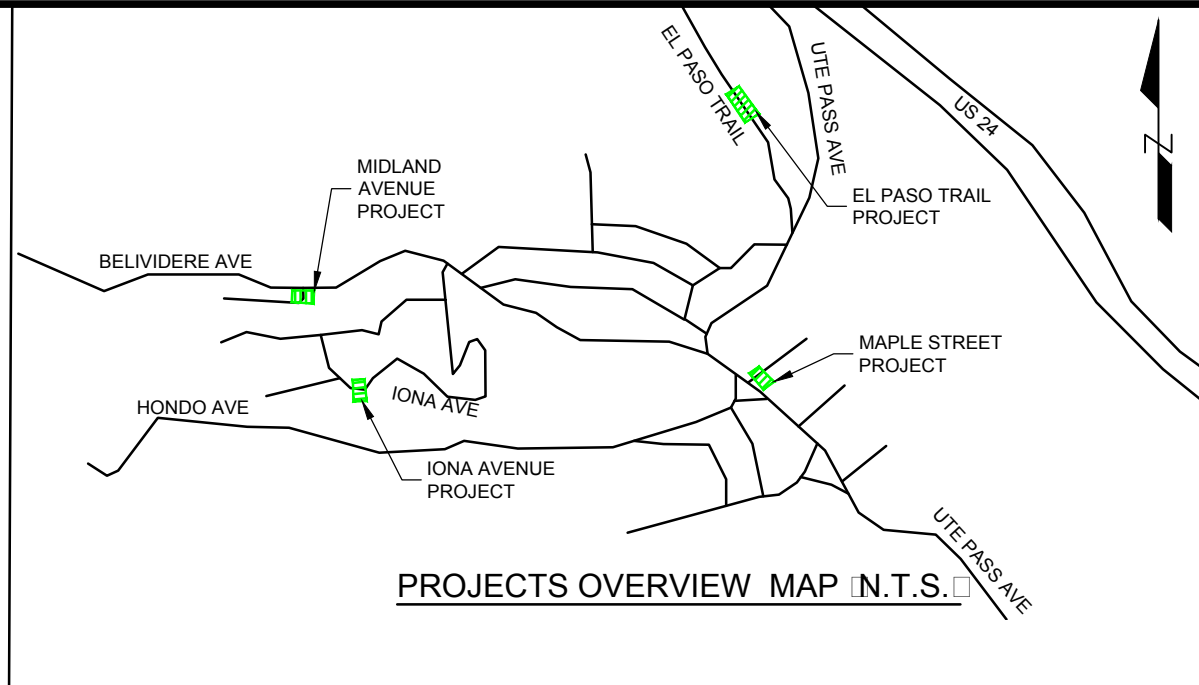 EL PASO TRAIL
UTE PASS AVE
US 24
Z
MIDLAND
AVENUE
PROJECT
EL PASO TRAIL
PROJECT
BELIVIDERE AVE
MAPLE STREET
PROJECT
HONDO AVE
IONA AVE
IONA AVENUE
PROJECT
UTE PASS AVE
PROJECTS OVERVIEW MAP □N.T.S.□